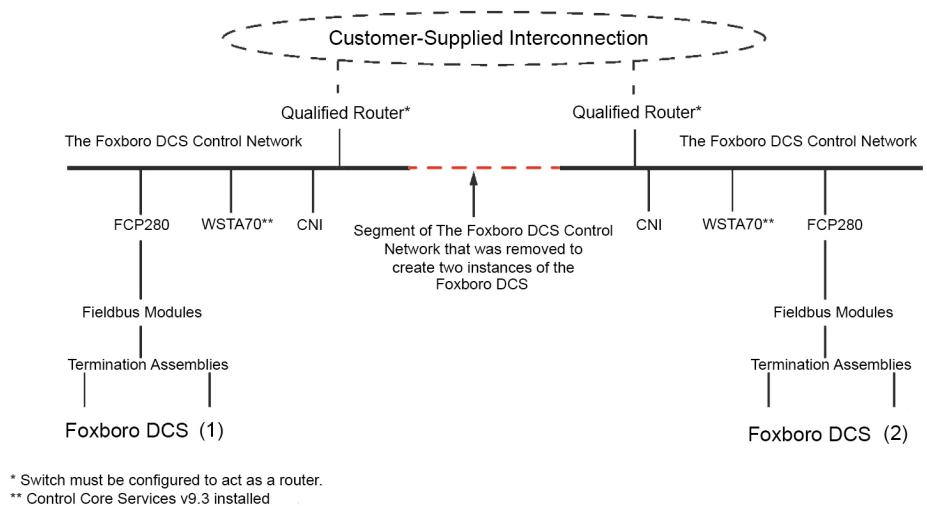 Customer-Supplied Interconnection
Qualified Router*
Qualified Router*
The Foxboro DCS Control Network
The Foxboro DCS Control Network
FCP280
WSTA70**
CNI
Segment of The Foxboro DCS Control
Network that was removed to
create two instances of the
Foxboro DCS
CNI
WSTA70**
FCP280
Fieldbus Modules
Fieldbus Modules
Termination Assemblies
Termination Assemblies
Foxboro DCS (1)
Foxboro DCS (2)
* Switch must be configured to act as a router.
** Control Core Services v9.3 installed